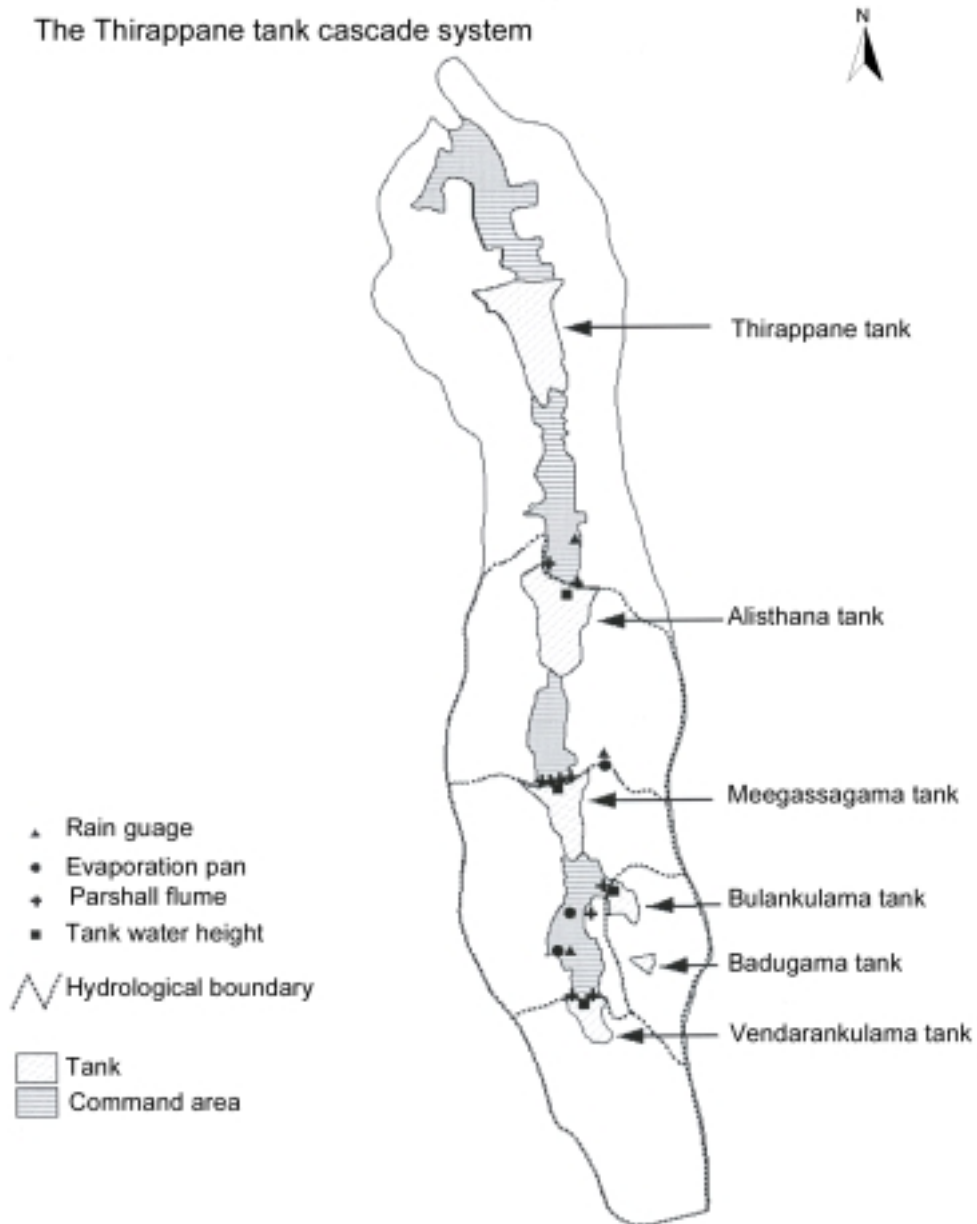 The Thirappane tank cascade system
N
Thirappane tank
Alisthana tank
Meegassagama tank
Bulankulama tank
Badugama tank
Vendarankulama tank
Rain guage
Evaporation pan
Parshall flume
Tank water height
Hydrological boundary
Tank
Command area